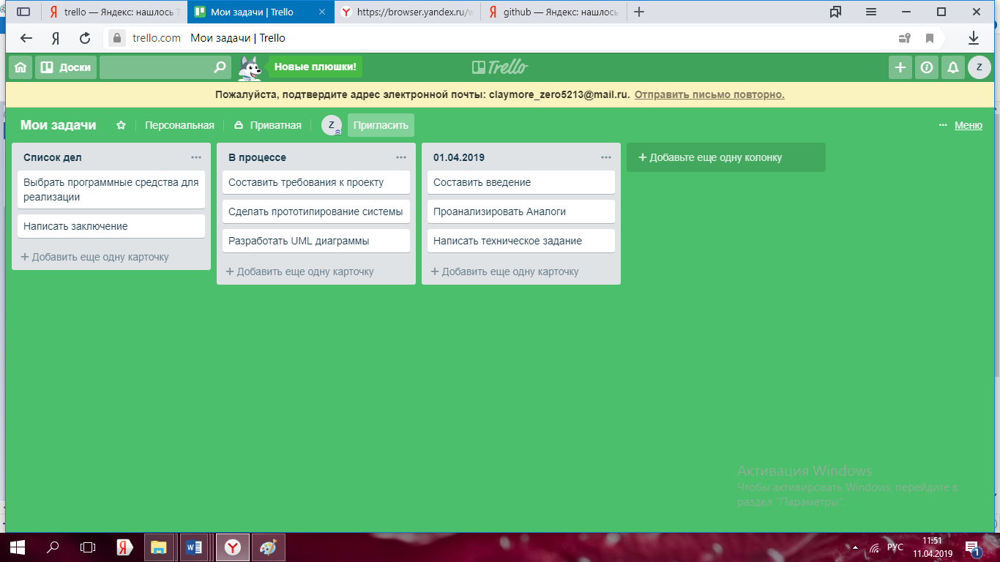 trello — Яндекс: нашлось 7
Мои задачи | Trello
https://browser.yandex.ru/w
github — Яндекс: нашлось
trello.com Мои задачи | Trello
Доски
Новые плюшки!
Trello
Z
Пожалуйста, подтвердите адрес электронной почты: claymore_zero5213@mail.ru. Отправить письмо повторно.
Мои задачи
Персональная
Приватная
Z
Пригласить
Меню
Список дел
Выбрать программные средства для
реализации
Написать заключение
+ Добавить еще одну карточку
В процессе
Составить требования к проекту
Сделать прототипирование системы
Разработать UML диаграммы
+ Добавить еще одну карточку
01.04.2019
Составить введение
Проанализировать Аналоги
Написать техническое задание
+ Добавить еще одну карточку
+ Добавьте еще одну колонку
Активация Windows
Чтобы активировать Windows, перейдите в
раздел "Параметры".
РУС
11:51
11.04.2019
1